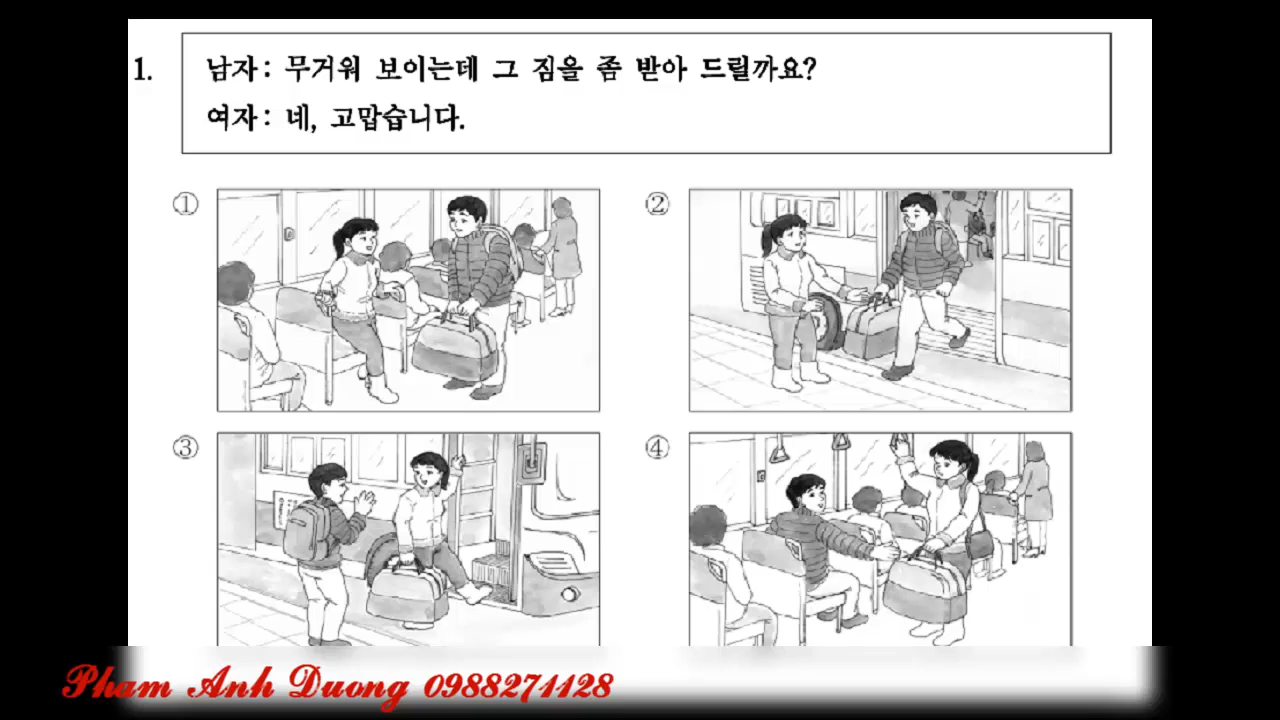 1.
남자: 무거워 보이는데 그 짐을 좀 받아 드릴까요?
여자: 네, 고맙습니다.
①
②
③
④
Pham Anh Duong 0988271128